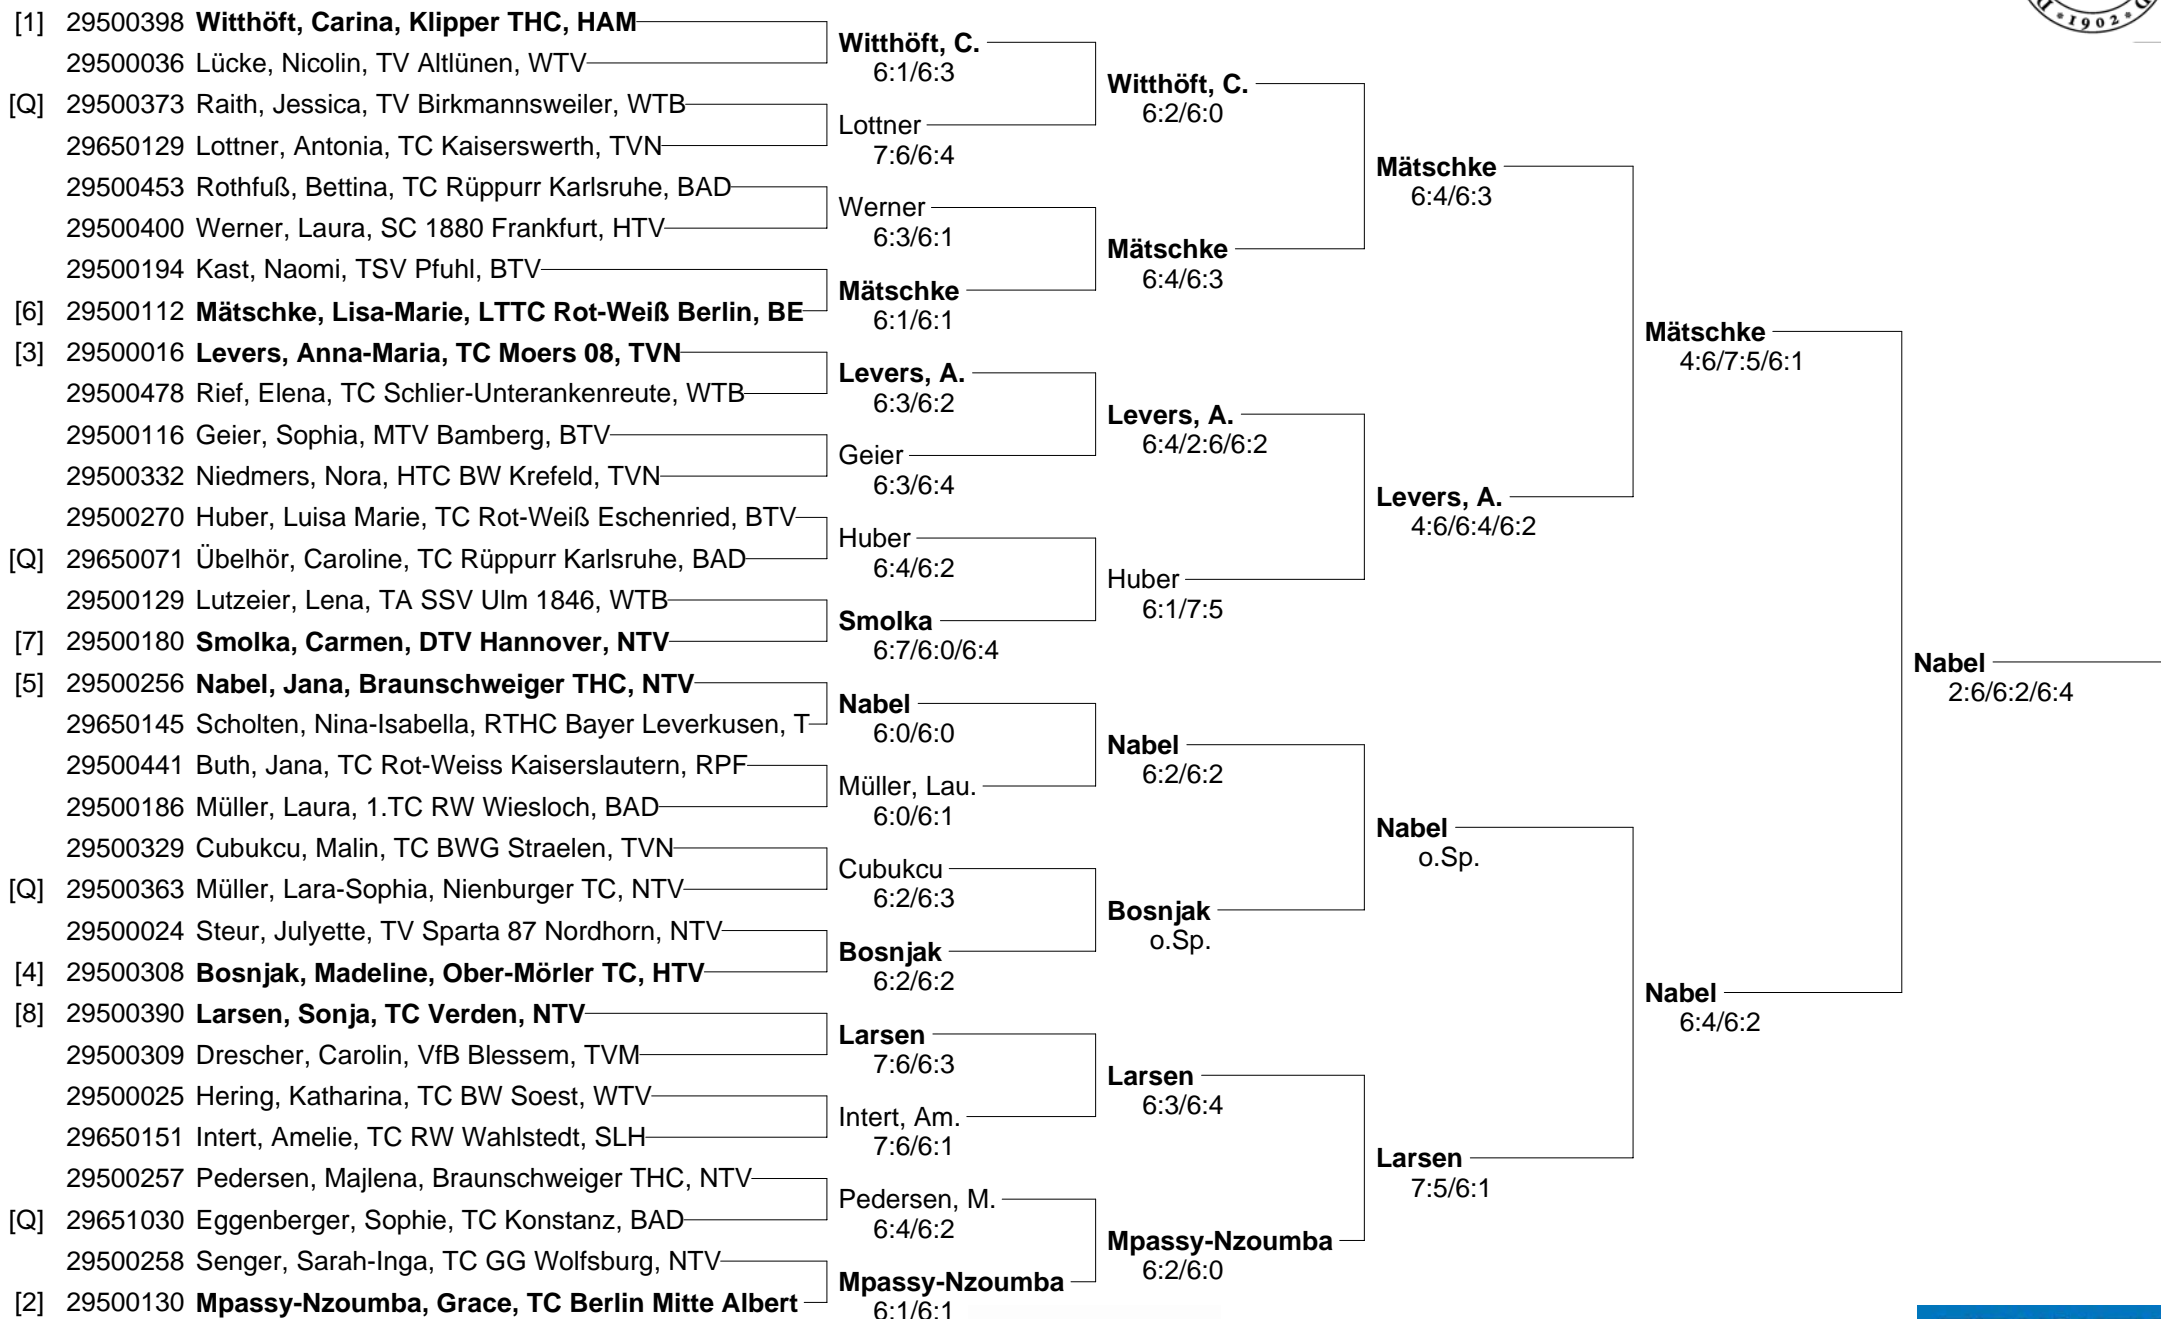 [1] 29500398 Witthöft, Carina, Klipper THC, HAM
29500036 Lücke, Nicolin, TV Altlünen, WTV
[Q] 29500373 Raith, Jessica, TV Birkmannsweiler, WTB
29650129 Lottner, Antonia, TC Kaiserswerth, TVN
29500453 Rothfuß, Bettina, TC Rüppurr Karlsruhe, BAD
29500400 Werner, Laura, SC 1880 Frankfurt, HTV
29500194 Kast, Naomi, TSV Pfuhl, BTV
[6] 29500112 Mätschke, Lisa-Marie, LTTC Rot-Weiß Berlin, BE
[3] 29500016 Levers, Anna-Maria, TC Moers 08, TVN
29500478 Rief, Elena, TC Schlier-Unterankenreute, WTB
29500116 Geier, Sophia, MTV Bamberg, BTV
29500332 Niedmers, Nora, HTC BW Krefeld, TVN
29500270 Huber, Luisa Marie, TC Rot-Weiß Eschenried, BTV
[Q] 29650071 Übelhör, Caroline, TC Rüppurr Karlsruhe, BAD
29500129 Lutzeier, Lena, TA SSV Ulm 1846, WTB
[7] 29500180 Smolka, Carmen, DTV Hannover, NTV
[5] 29500256 Nabel, Jana, Braunschweiger THC, NTV
29650145 Scholten, Nina-Isabella, RTHC Bayer Leverkusen, T
29500441 Buth, Jana, TC Rot-Weiss Kaiserslautern, RPF
29500186 Müller, Laura, 1.TC RW Wiesloch, BAD
29500329 Cubukcu, Malin, TC BWG Straelen, TVN
[Q] 29500363 Müller, Lara-Sophia, Nienburger TC, NTV
29500024 Steur, Julyette, TV Sparta 87 Nordhorn, NTV
[4] 29500308 Bosnjak, Madeline, Ober-Mörler TC, HTV
[8] 29500390 Larsen, Sonja, TC Verden, NTV
29500309 Drescher, Carolin, VfB Blessem, TVM
29500025 Hering, Katharina, TC BW Soest, WTV
29650151 Intert, Amelie, TC RW Wahlstedt, SLH
29500257 Pedersen, Majlena, Braunschweiger THC, NTV
[Q] 29651030 Eggenberger, Sophie, TC Konstanz, BAD
29500258 Senger, Sarah-Inga, TC GG Wolfsburg, NTV
[2] 29500130 Mpassy-Nzoumba, Grace, TC Berlin Mitte Albert
Witthöft, C.
6:1/6:3
Lottner
7:6/6:4
Werner
6:3/6:1
Mätschke
6:1/6:1
Levers, A.
6:3/6:2
Geier
6:3/6:4
Huber
6:4/6:2
Smolka
6:7/6:0/6:4
Nabel
6:0/6:0
Müller, Lau.
6:0/6:1
Cubukcu
6:2/6:3
Bosnjak
6:2/6:2
Larsen
7:6/6:3
Intert, Am.
7:6/6:1
Pedersen, M.
6:4/6:2
Mpassy-Nzoumba
6:1/6:1
Witthöft, C.
6:2/6:0
Mätschke
6:4/6:3
Levers, A.
6:4/2:6/6:2
Huber
6:1/7:5
Nabel
6:2/6:2
Bosnjak
o.Sp.
Larsen
6:3/6:4
Mpassy-Nzoumba
6:2/6:0
Mätschke
6:4/6:3
Levers, A.
4:6/6:4/6:2
Nabel
o.Sp.
Larsen
7:5/6:1
Mätschke
4:6/7:5/6:1
Nabel
6:4/6:2
Nabel
2:6/6:2/6:4
1902